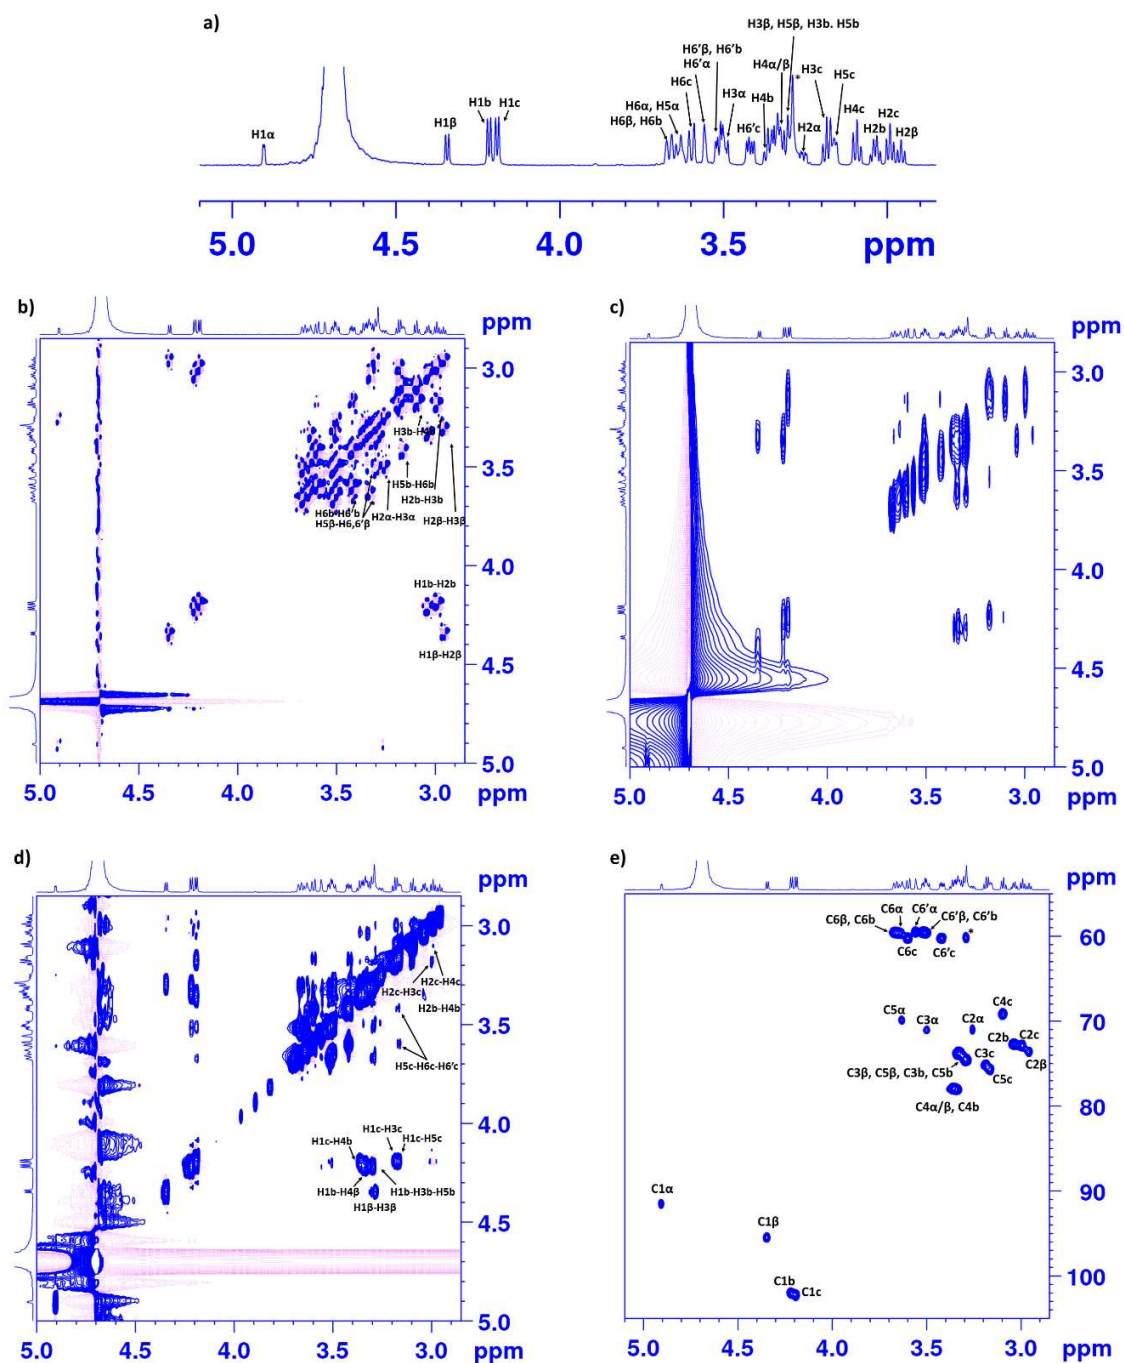 a)
H3β, H5β, H3b. H5b
H6'β, H6'b
H6'α
H4α/β
*
H6c
H3α
H4b
H3c
H5c
H6α, H5α
H6β, H6b
H1b
H1c
H1β
H1α
H6'c
H2α
H4c
H2c
H2b
H2β
5.0 4.5 4.0 3.5 ppm
b)
ppm
3.0
3.5
4.0
4.5
5.0
H3b-H4b
H5b-H6b
H2b-H3b
H6b-H6'b
H5β-H6,6'β
H2α-H3α
H2β-H3β
H1b-H2b
H1β-H2β
5.0 4.5 4.0 3.5 3.0
ppm
c)
ppm
3.0
3.5
4.0
4.5
5.0
5.0 4.5 4.0 3.5 3.0
ppm
d)
ppm
3.0
3.5
4.0
4.5
5.0
H2c-H3c
H2c-H4c
H2b-H4b
H5c-H6c-H6'c
H1c-H3c
H1c-H4b
H1c-H5c
H1b-H4β
H1b-H3b-H5b
H1β-H3β
5.0 4.5 4.0 3.5 3.0
ppm
e)
ppm
60
70
80
90
100
C6α
C6'α
C6β, C6b
C6'β, C6'b
C6c
C6'c
*
C5α
C3α
C2α
C4c
C2b
C2c
C3c
C2β
C3β, C5β, C3b, C5b
C5c
C4α/β, C4b
C1α
C1β
C1b
C1c
5.0 4.5 4.0 3.5 3.0
ppm